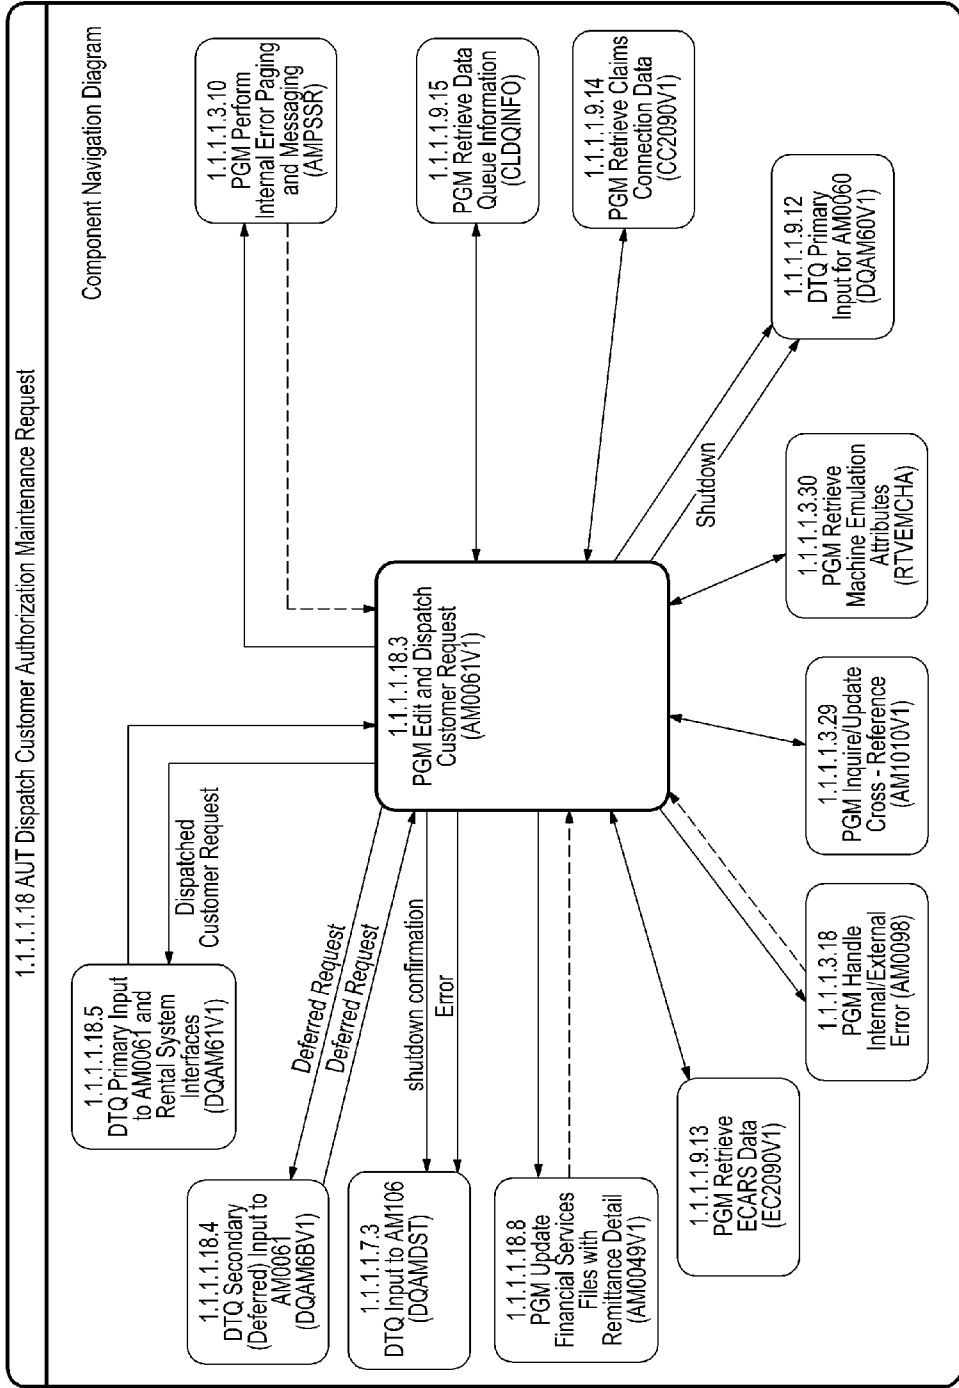 1.1.1.1.18 AUT Dispatch Customer Authorization Maintenance Request
Component Navigation Diagram
1.1.1.1.18.5
DTQ Primary Input
to AM0061 and
Rental System
Interfaces
(DQAM61V1)
Dispatched
Customer Request
1.1.1.1.3.10
PGM Perform
Internal Error Paging
and Messaging
(AMPSSR)
1.1.1.1.18.4
DTQ Secondary
(Deferred) Input to
AM0061
(DQAM6BV1)
Deferred Request
Deferred Request
1.1.1.1.18.3
PGM Edit and Dispatch
Customer Request
(AM0061V1)
1.1.1.1.9.15
PGM Retrieve Data
Queue Information
(CLDQINFO)
1.1.1.1.7.3
DTQ Input to AM106
(DQAMDST)
shutdown confirmation
Error
1.1.1.1.9.14
PGM Retrieve Claims
Connection Data
(CC2090V1)
1.1.1.1.18.8
PGM Update
Financial Services
Files with
Remittance Detail
(AM0049V1)
Shutdown
1.1.1.1.9.12
DTQ Primary
Input for AM0060
(DQAM60V1)
1.1.1.1.9.13
PGM Retrieve
ECARS Data
(EC2090V1)
1.1.1.1.3.18
PGM Handle
Internal/External
Error (AM0098)
1.1.1.1.3.29
PGM Inquire/Update
Cross - Reference
(AM1010V1)
1.1.1.1.3.30
PGM Retrieve
Machine Emulation
Attributes
(RTVEMCHA)